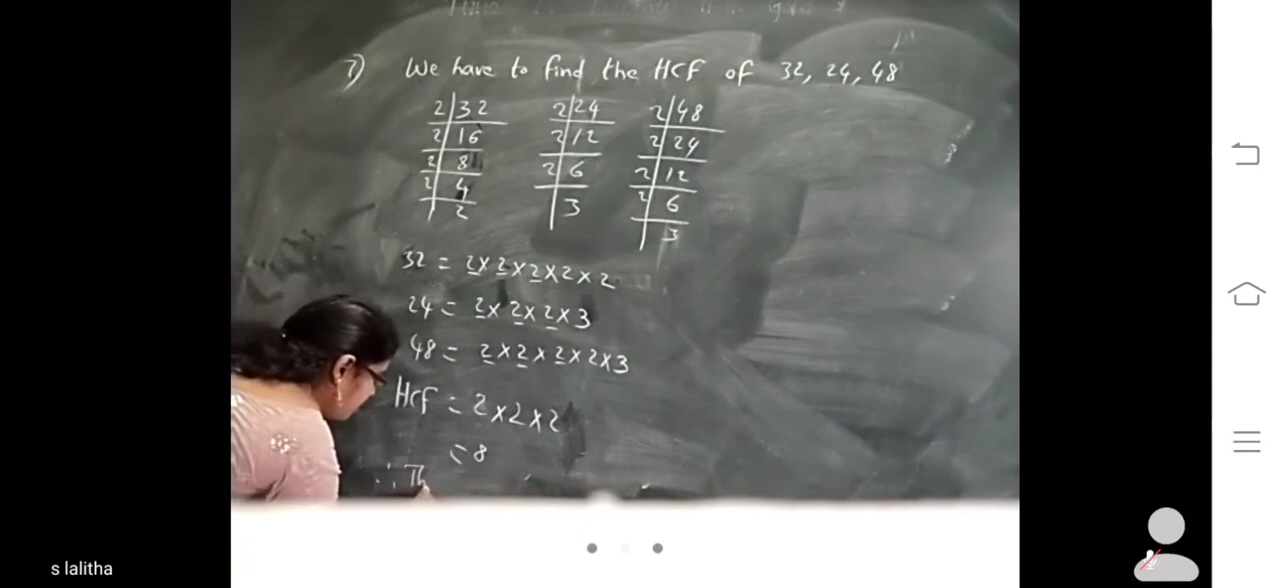 7) We have to find the HCF of 32, 24, 48
2|32 2|24 2|48
2|16 2|12 2|24
2|8 2|6 2|12
2|4 |3 2|6
|2 |3
32 = 2×2×2×2×2
24 = 2×2×2×3
48 = 2×2×2×2×3
HCF = 2×2×2
= 8
∴ Th
s lalitha